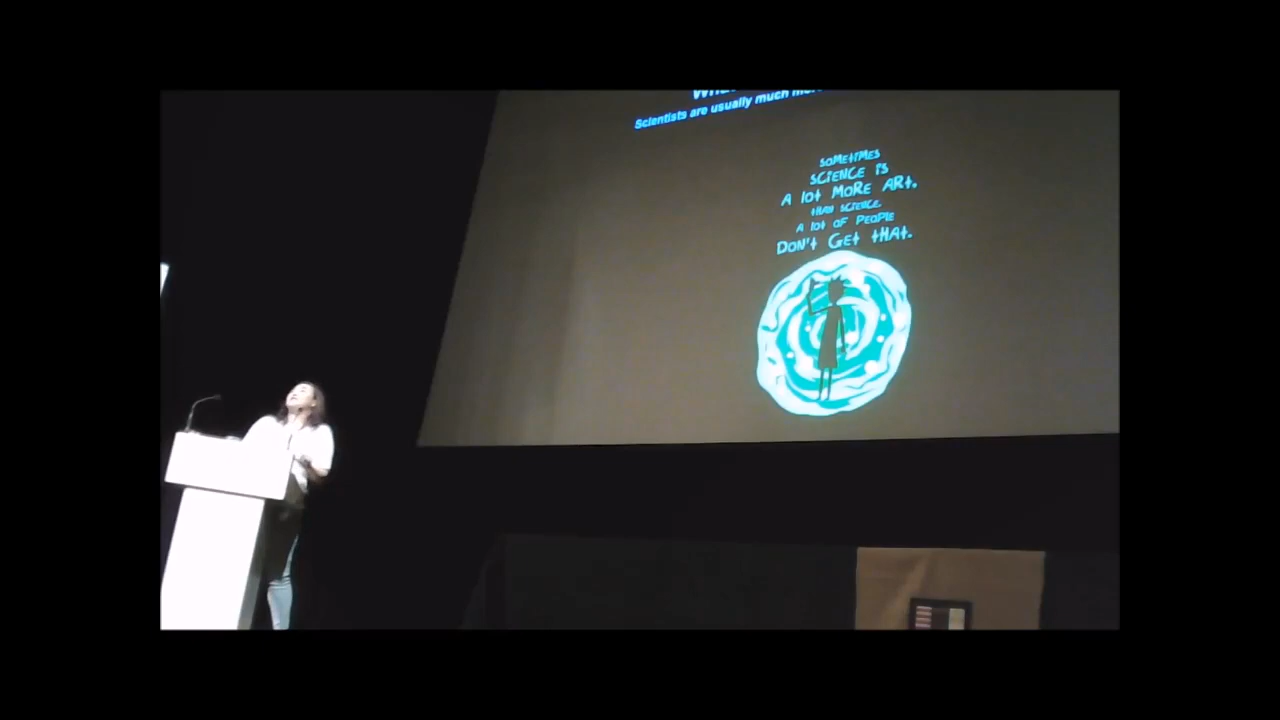 Scientists are usually much
SOMETIMES
SCIENCE IS
A LOT MORE ART.
THAN SCIENCE.
A LOT OF PEOPLE
DON'T GET THAT.